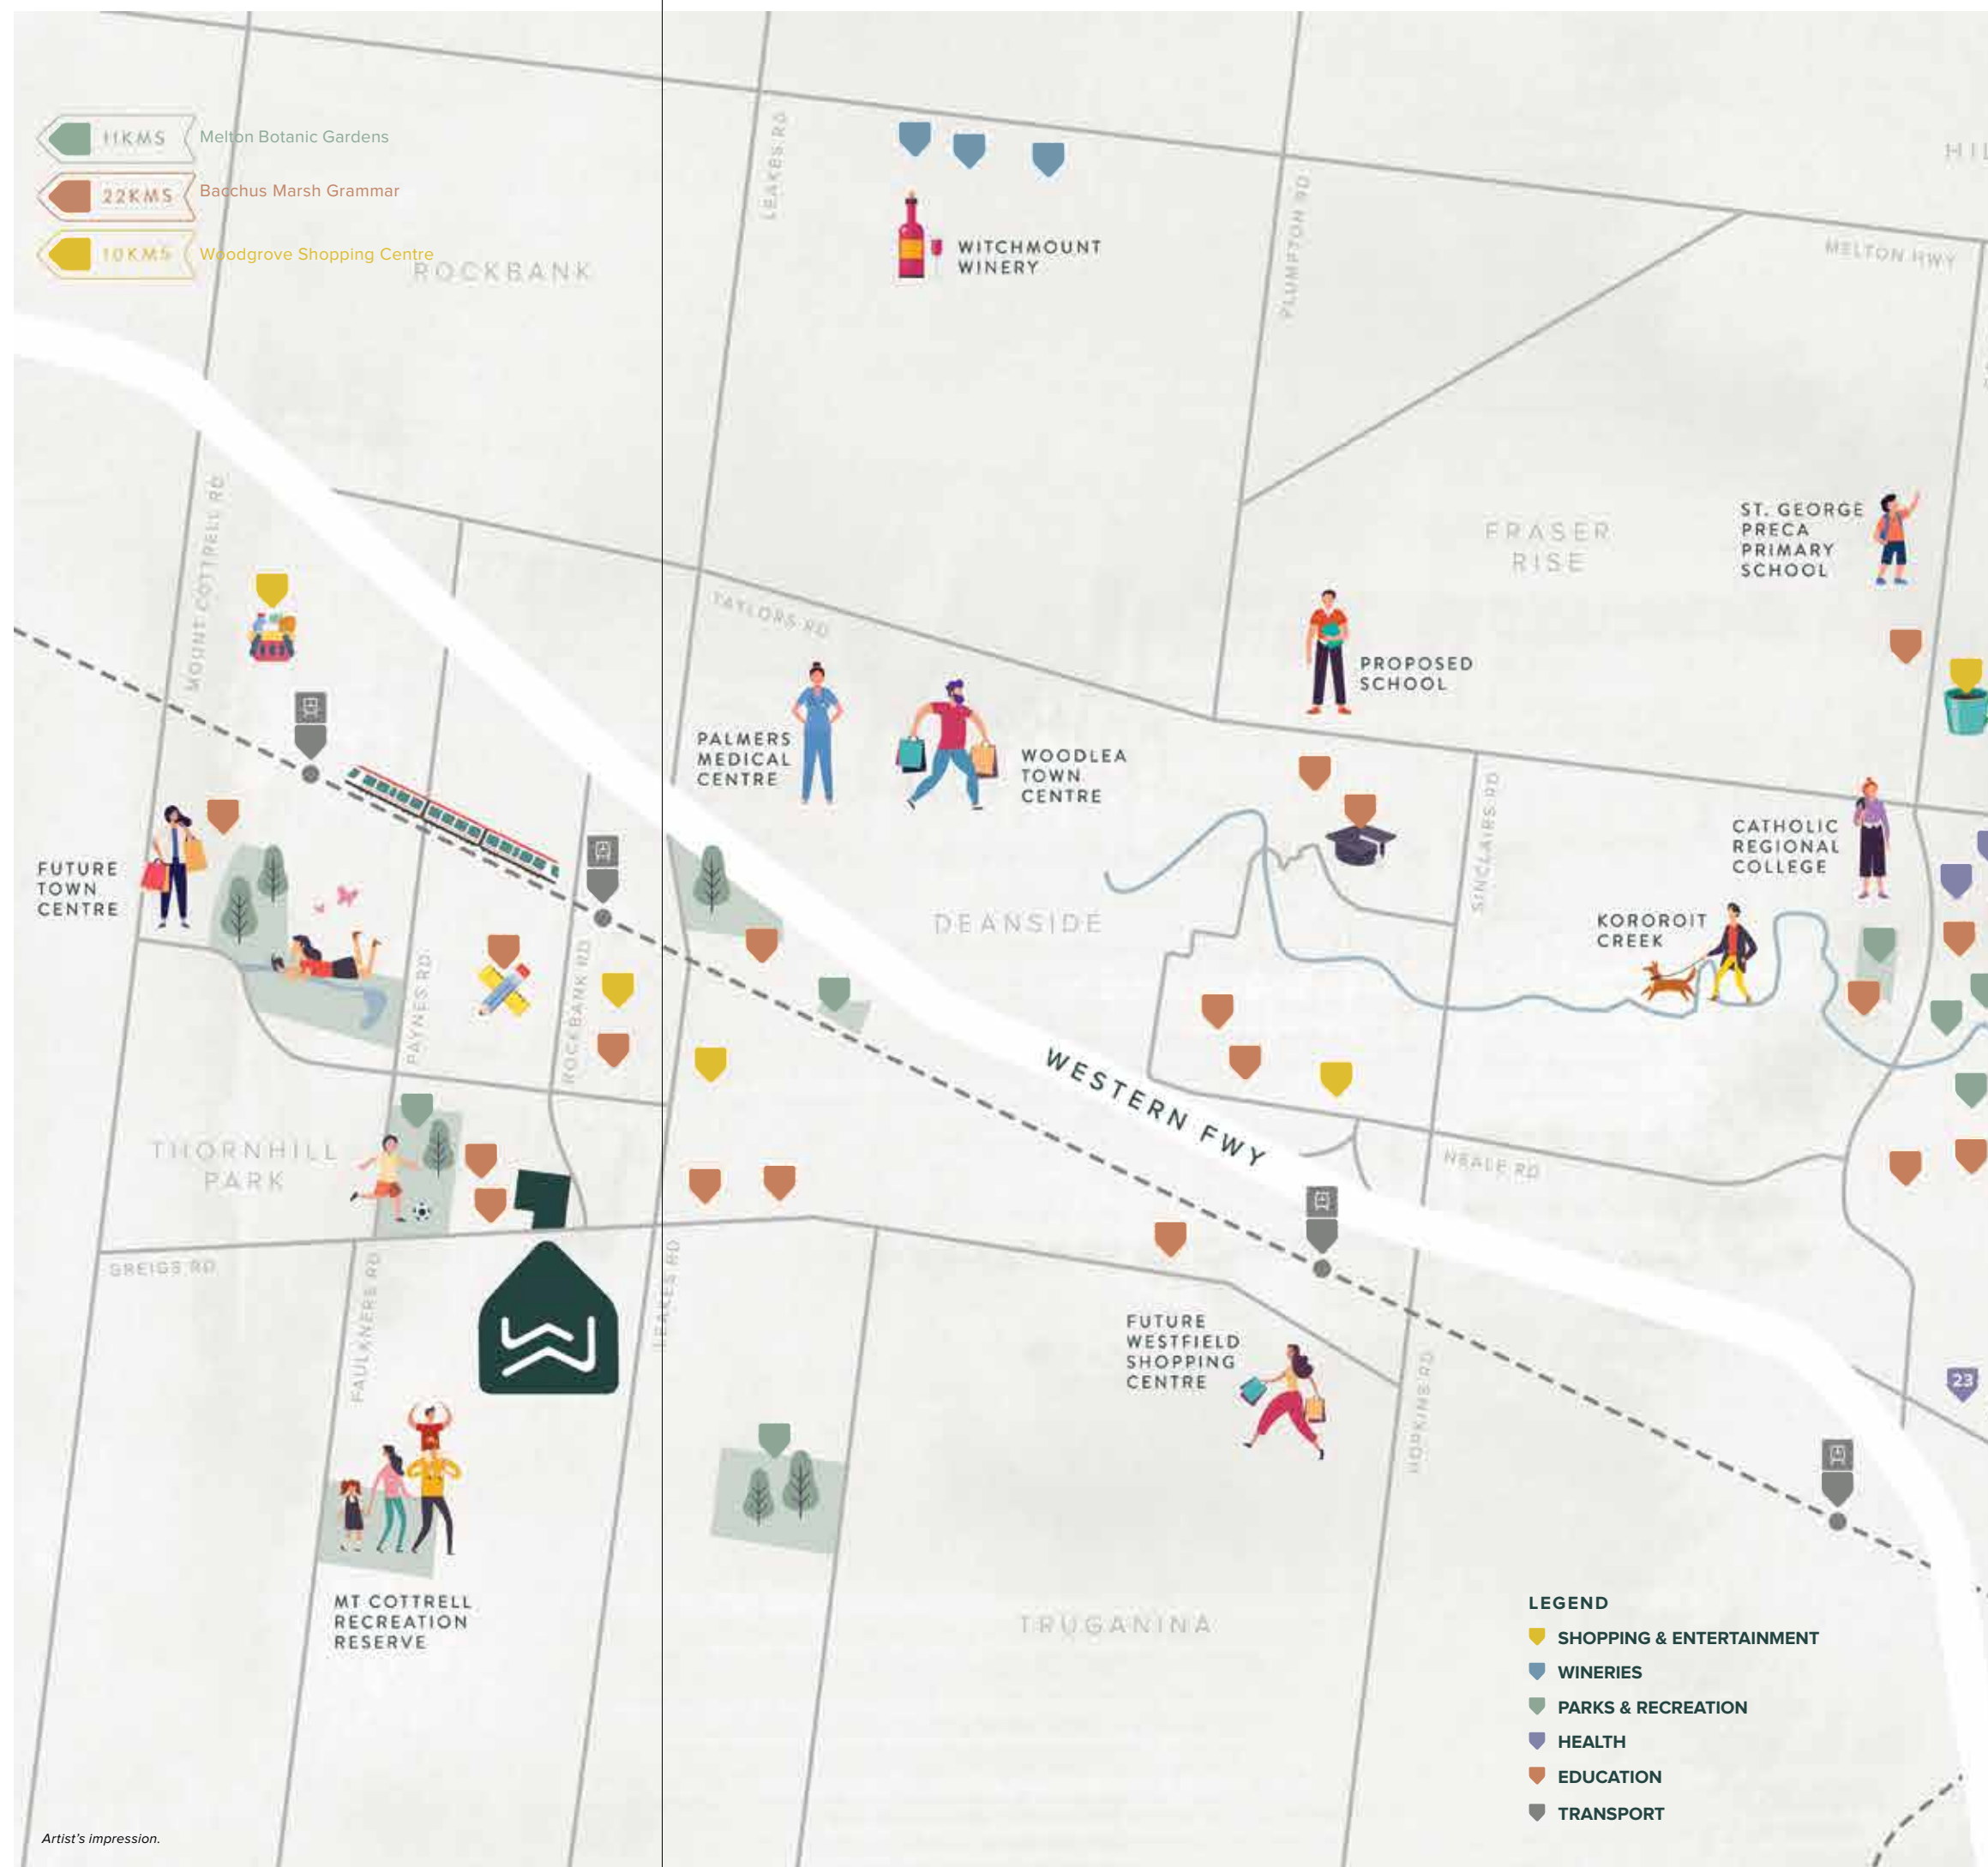 HIL
11KMS Melton Botanic Gardens
22KMS Bacchus Marsh Grammar
10KMS Woodgrove Shopping Centre
ROCKBANK
LEAKES RD
WITCHMOUNT
WINERY
PLUMPTON RD
MELTON HWY
MOUNT COTTRELL RD
FRASER
RISE
ST. GEORGE
PRECA
PRIMARY
SCHOOL
TAYLORS RD
PROPOSED
SCHOOL
PALMERS
MEDICAL
CENTRE
WOODLEA
TOWN
CENTRE
SINCLAIRS RD
CATHOLIC
REGIONAL
COLLEGE
FUTURE
TOWN
CENTRE
DEANSIDE
KOROROIT
CREEK
PAYNES RD
ROCKBANK RD
WESTERN FWY
THORNHILL
PARK
NEALE RD
GREIGS RD
FAULKNERS RD
LEAKES RD
FUTURE
WESTFIELD
SHOPPING
CENTRE
HOPKINS RD
23
MT COTTRELL
RECREATION
RESERVE
TRUGANINA
LEGEND
SHOPPING & ENTERTAINMENT
WINERIES
PARKS & RECREATION
HEALTH
EDUCATION
TRANSPORT
Artist's impression.